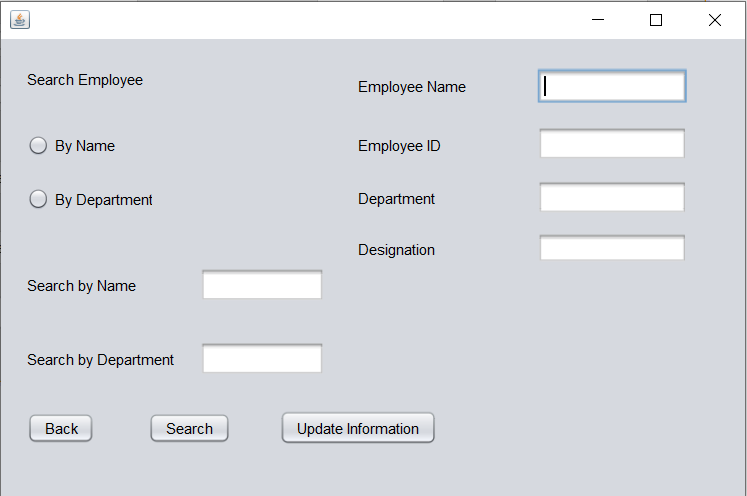 Search Employee
By Name
By Department
Search by Name
Search by Department
Employee Name
Employee ID
Department
Designation
Back
Search
Update Information